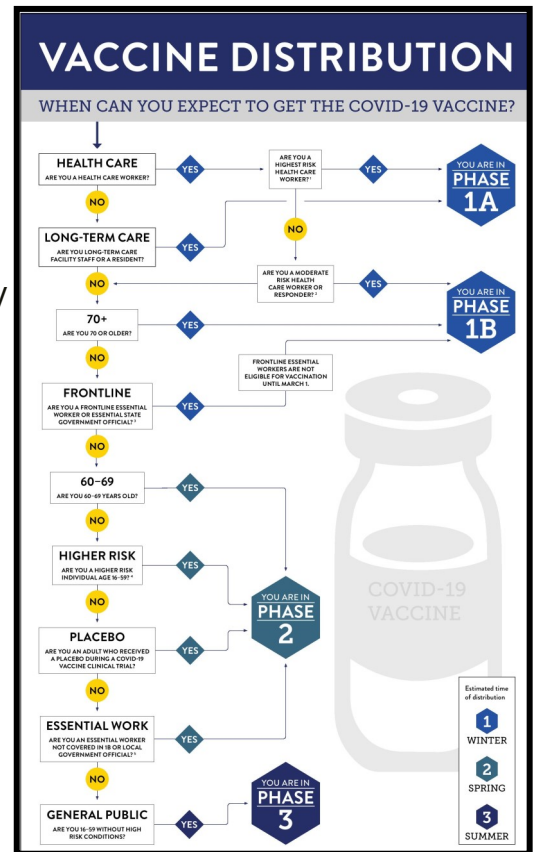 VACCINE DISTRIBUTION
WHEN CAN YOU EXPECT TO GET THE COVID-19 VACCINE?
HEALTH CARE
ARE YOU A HEALTH CARE WORKER?
YES
ARE YOU A
HIGHEST RISK
HEALTH CARE
WORKER?¹
YES
YOU ARE IN
PHASE
1A
NO
NO
LONG-TERM CARE
ARE YOU LONG-TERM CARE
FACILITY STAFF OR A RESIDENT?
YES
NO
ARE YOU A MODERATE
RISK HEALTH
CARE WORKER OR
RESPONDER? ²
YES
YOU ARE IN
PHASE
1B
70+
ARE YOU 70 OR OLDER?
YES
NO
FRONTLINE ESSENTIAL
WORKERS ARE NOT
ELIGIBLE FOR VACCINATION
UNTIL MARCH 1.
FRONTLINE
ARE YOU A FRONTLINE ESSENTIAL
WORKER OR ESSENTIAL STATE
GOVERNMENT OFFICIAL? ³
YES
NO
60–69
ARE YOU 60–69 YEARS OLD?
YES
NO
HIGHER RISK
ARE YOU A HIGHER RISK
INDIVIDUAL AGE 16–59? ⁴
YES
NO
YOU ARE IN
PHASE
2
PLACEBO
ARE YOU AN ADULT WHO RECEIVED
A PLACEBO DURING A COVID-19
VACCINE CLINICAL TRIAL?
YES
NO
ESSENTIAL WORK
ARE YOU AN ESSENTIAL WORKER
NOT COVERED IN 1B OR LOCAL
GOVERNMENT OFFICIAL? ⁵
YES
NO
GENERAL PUBLIC
ARE YOU 16–59 WITHOUT HIGH
RISK CONDITIONS?
YES
YOU ARE IN
PHASE
3
COVID-19
VACCINE
Estimated time
of distribution
1
WINTER
2
SPRING
3
SUMMER